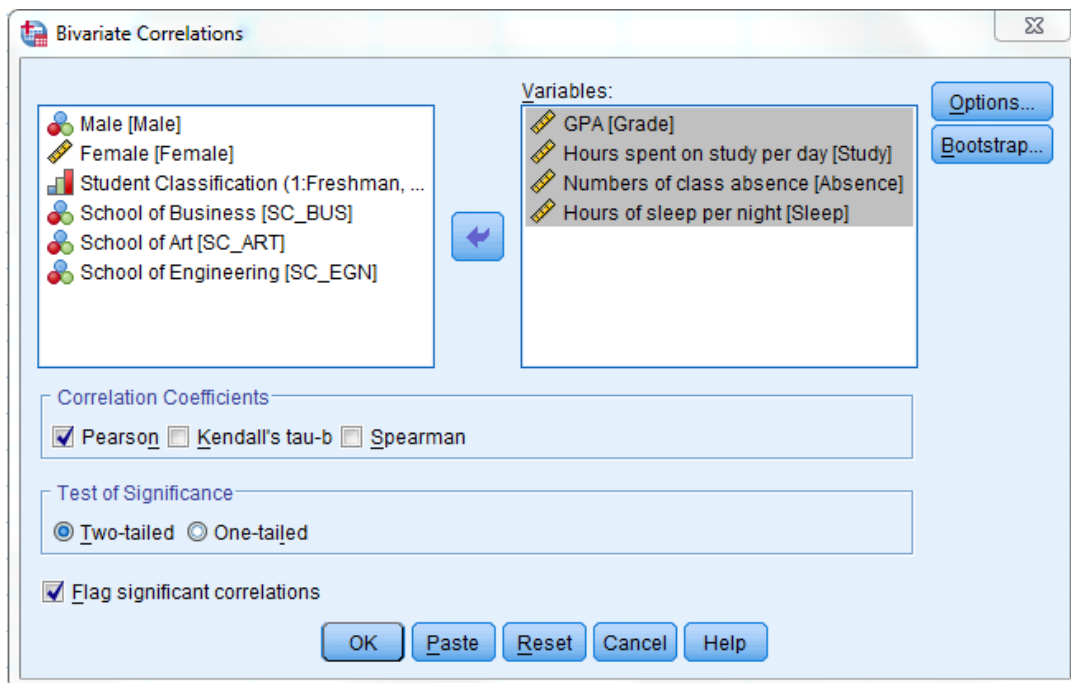 Bivariate Correlations
Variables:
Male [Male]
Female [Female]
Student Classification (1:Freshman, ...
School of Business [SC_BUS]
School of Art [SC_ART]
School of Engineering [SC_EGN]
GPA [Grade]
Hours spent on study per day [Study]
Numbers of class absence [Absence]
Hours of sleep per night [Sleep]
Options...
Bootstrap...
Correlation Coefficients
Pearson Kendall's tau-b Spearman
Test of Significance
Two-tailed One-tailed
Flag significant correlations
OK Paste Reset Cancel Help